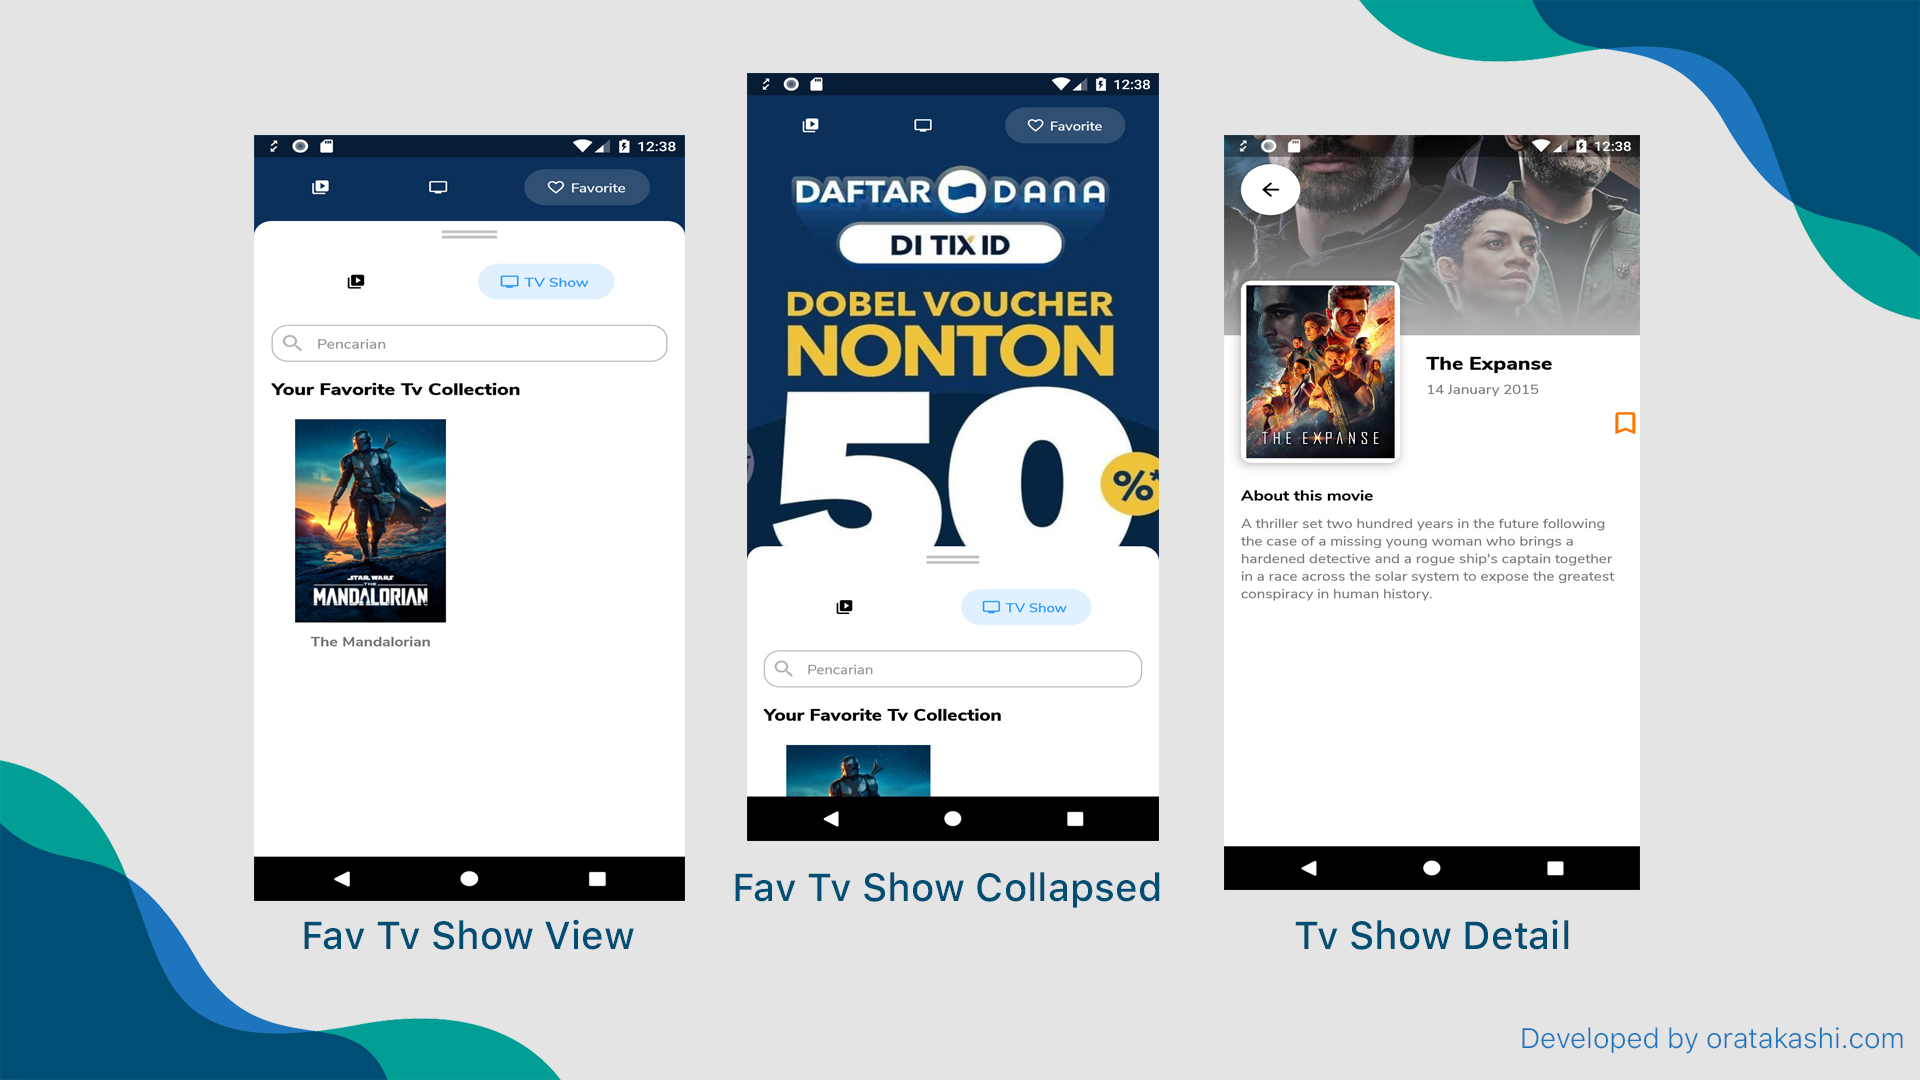 12:38
Favorite
TV Show
Pencarian
Your Favorite Tv Collection
STAR WARS
THE
MANDALORIAN
The Mandalorian
Fav Tv Show View
12:38
Favorite
DAFTAR DANA
DI TIX ID
DOBEL VOUCHER
NONTON
50
%*
TV Show
Pencarian
Your Favorite Tv Collection
Fav Tv Show Collapsed
12:38
THE EXPANSE
The Expanse
14 January 2015
About this movie
A thriller set two hundred years in the future following
the case of a missing young woman who brings a
hardened detective and a rogue ship's captain together
in a race across the solar system to expose the greatest
conspiracy in human history.
Tv Show Detail
Developed by oratakashi.com